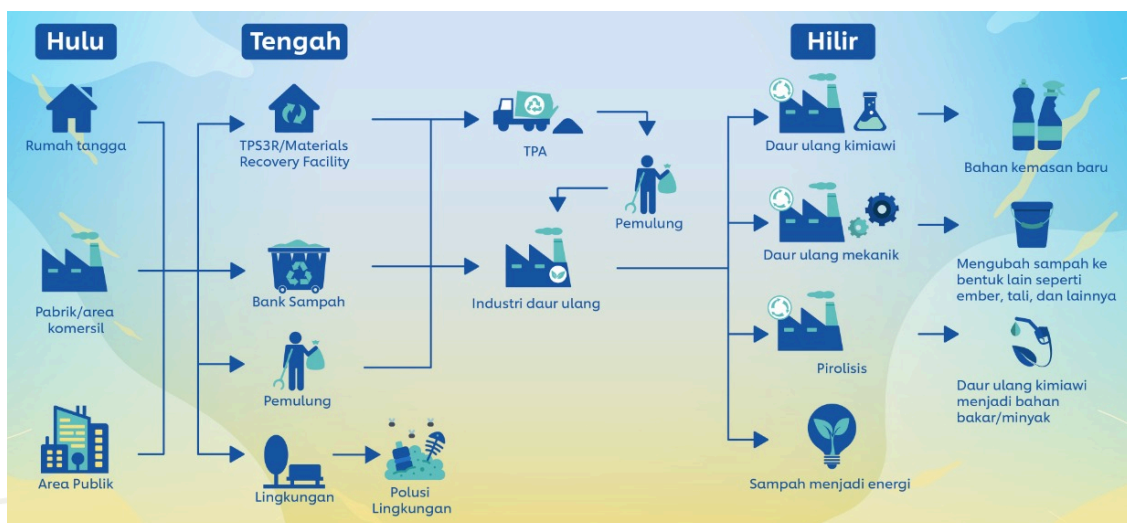 Hulu
Tengah
Hilir
Rumah tangga
TPS3R/Materials
Recovery Facility
TPA
Pemulung
Daur ulang kimiawi
Bahan kemasan baru
Pabrik/area
komersil
Bank Sampah
Industri daur ulang
Daur ulang mekanik
Mengubah sampah ke
bentuk lain seperti
ember, tali, dan lainnya
Pemulung
Pirolisis
Daur ulang kimiawi
menjadi bahan
bakar/minyak
Area Publik
Lingkungan
Polusi
Lingkungan
Sampah menjadi energi